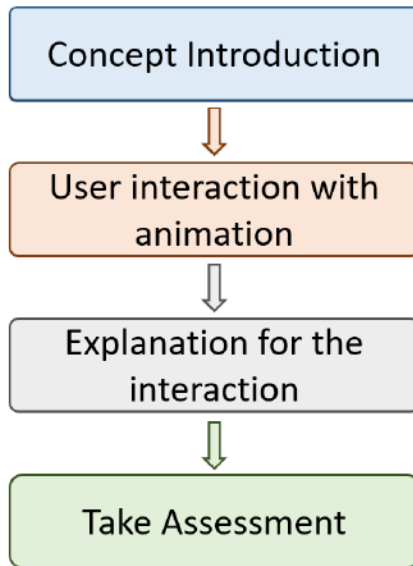 Concept Introduction
User interaction with
animation
Explanation for the
interaction
Take Assessment